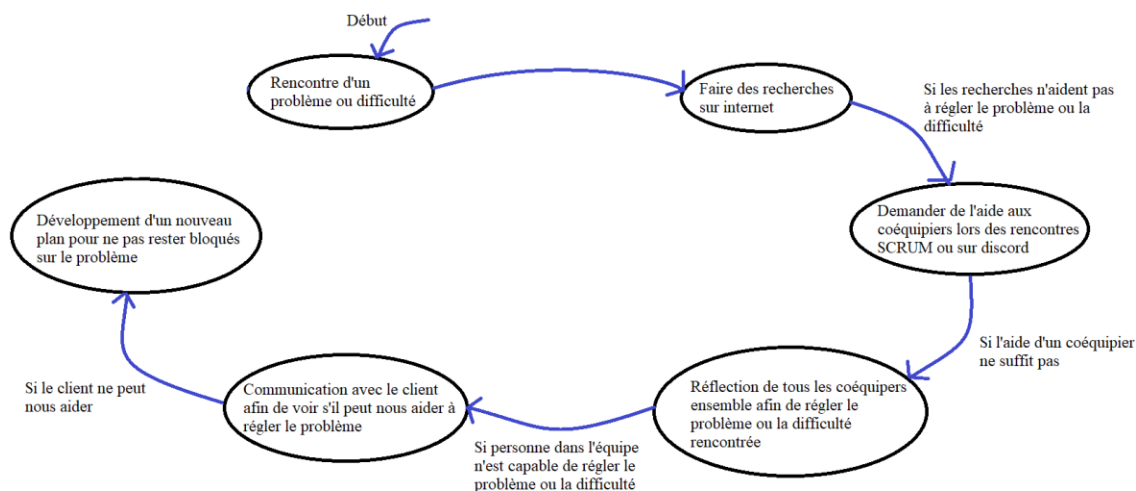 Début
Rencontre d'un
problème ou difficulté
Faire des recherches
sur internet
Si les recherches n'aident pas
à régler le problème ou la
difficulté
Demander de l'aide aux
coéquipiers lors des rencontres
SCRUM ou sur discord
Si l'aide d'un coéquipier
ne suffit pas
Réflection de tous les coéquipers
ensemble afin de régler le
problème ou la difficulté
rencontrée
Si personne dans l'équipe
n'est capable de régler le
problème ou la difficulté
Communication avec le client
afin de voir s'il peut nous aider à
régler le problème
Si le client ne peut
nous aider
Développement d'un nouveau
plan pour ne pas rester bloqués
sur le problème